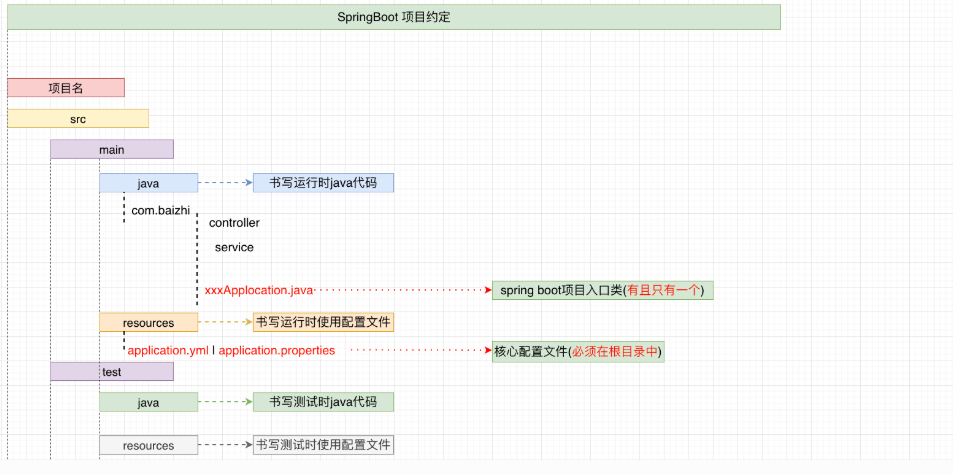 SpringBoot 项目约定
项目名
src
main
java 书写运行时java代码
com.baizhi
controller
service
xxxApplocation.java spring boot项目入口类(有且只有一个)
resources 书写运行时使用配置文件
application.yml | application.properties 核心配置文件(必须在根目录中)
test
java 书写测试时java代码
resources 书写测试时使用配置文件